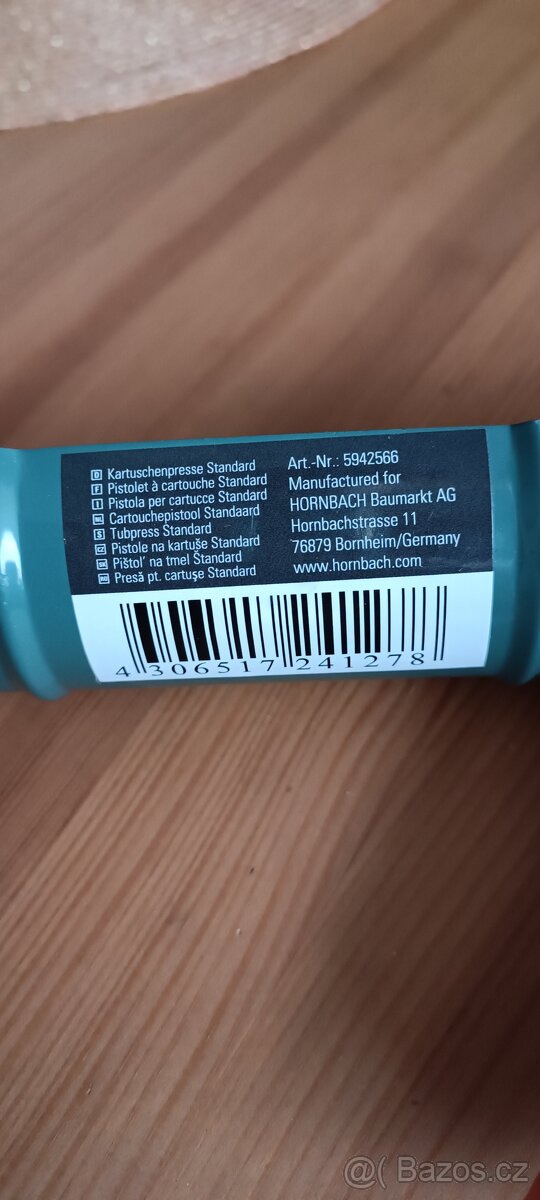 D Kartuschenpresse Standard
F Pistolet à cartouche Standard
I Pistola per cartucce Standard
NL Cartouchepistool Standaard
S Tubpress Standard
CZ Pistole na kartuše Standard
SK Pištoľ na tmel Standard
RO Presă pt. cartuşe Standard
Art.-Nr.: 5942566
Manufactured for
HORNBACH Baumarkt AG
Hornbachstrasse 11
76879 Bornheim/Germany
www.hornbach.com
4 306517 241278
@( Bazos.cz